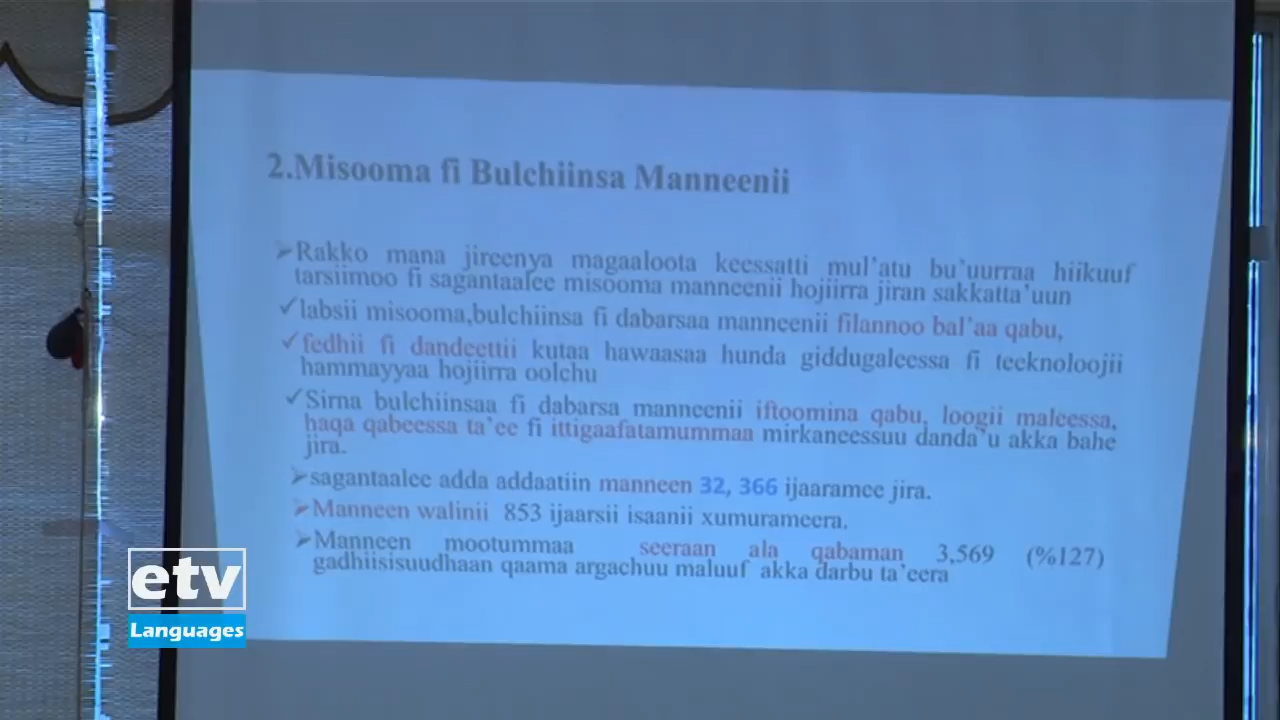 2.Misooma fi Bulchiinsa Manneenii
➢Rakko mana jireenya magaaloota keessatti mul’atu bu’uurraa hiikuuf
tarsiimoo fi sagantaalee misooma manneenii hojiirra jiran sakkatta’uun
✓labsii misooma,bulchiinsa fi dabarsaa manneenii filannoo bal’aa qabu,
✓fedhii fi dandeettii kutaa hawaasaa hunda giddugaleessa fi teeknoloojii
hammayyaa hojiirra oolchu
✓Sirna bulchiinsaa fi dabarsa manneenii iftoomina qabu, loogii maleessa,
haqa qabeessa ta’ee fi ittigaafatamummaa mirkaneessuu danda’u akka bahe
jira.
➢sagantaalee adda addaatiin manneen 32, 366 ijaaramee jira.
➢Manneen walinii 853 ijaarsii isaanii xumurameera.
➢Manneen mootummaa seeraan ala qabaman 3,569 (%127)
gadhiisisuudhaan qaama argachuu maluuf akka darbu ta’eera
etv
Languages